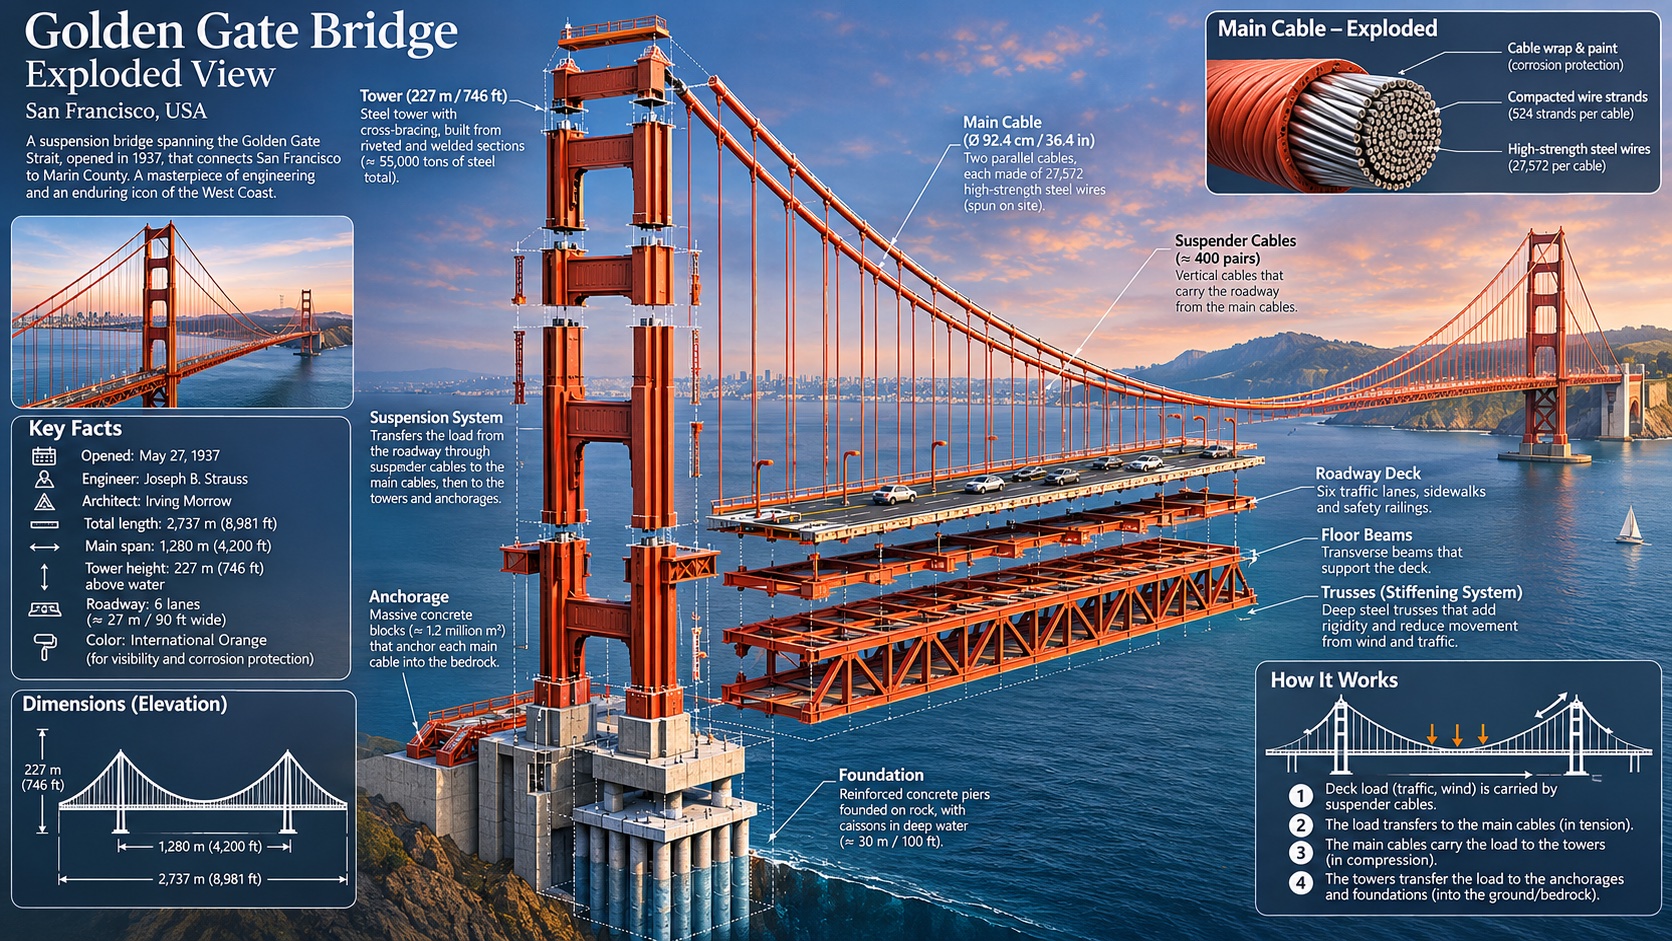 Golden Gate Bridge
Exploded View
San Francisco, USA
A suspension bridge spanning the Golden Gate
Strait, opened in 1937, that connects San Francisco
to Marin County. A masterpiece of engineering
and an enduring icon of the West Coast.
Tower (227 m / 746 ft)
Steel tower with
cross-bracing, built from
riveted and welded sections
(≈ 55,000 tons of steel
total).
Main Cable
(Ø 92.4 cm / 36.4 in)
Two parallel cables,
each made of 27,572
high-strength steel wires
(spun on site).
Main Cable – Exploded
Cable wrap & paint
(corrosion protection)
Compacted wire strands
(524 strands per cable)
High-strength steel wires
(27,572 per cable)
Suspender Cables
(≈ 400 pairs)
Vertical cables that
carry the roadway
from the main cables.
Key Facts
Opened: May 27, 1937
Engineer: Joseph B. Strauss
Architect: Irving Morrow
Total length: 2,737 m (8,981 ft)
Main span: 1,280 m (4,200 ft)
Tower height: 227 m (746 ft)
above water
Roadway: 6 lanes
(≈ 27 m / 90 ft wide)
Color: International Orange
(for visibility and corrosion protection)
Suspension System
Transfers the load from
the roadway through
suspender cables to the
main cables, then to the
towers and anchorages.
Anchorage
Massive concrete
blocks (≈ 1.2 million m³)
that anchor each main
cable into the bedrock.
Roadway Deck
Six traffic lanes, sidewalks
and safety railings.
Floor Beams
Transverse beams that
support the deck.
Trusses (Stiffening System)
Deep steel trusses that add
rigidity and reduce movement
from wind and traffic.
Dimensions (Elevation)
227 m
(746 ft)
1,280 m (4,200 ft)
2,737 m (8,981 ft)
Foundation
Reinforced concrete piers
founded on rock, with
caissons in deep water
(≈ 30 m / 100 ft).
How It Works
1 Deck load (traffic, wind) is carried by
suspender cables.
2 The load transfers to the main cables (in tension).
3 The main cables carry the load to the towers
(in compression).
4 The towers transfer the load to the anchorages
and foundations (into the ground/bedrock).